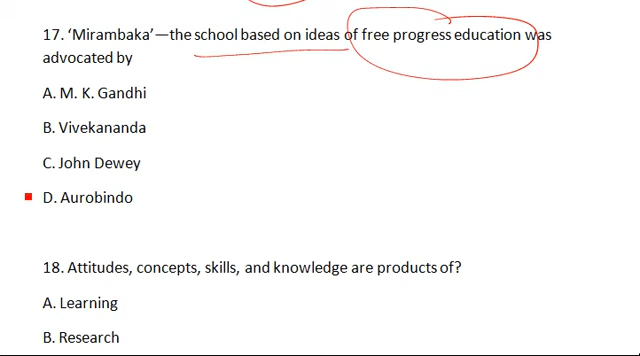 17. ‘Mirambaka’—the school based on ideas of free progress education was
advocated by
A. M. K. Gandhi
B. Vivekananda
C. John Dewey
D. Aurobindo
18. Attitudes, concepts, skills, and knowledge are products of?
A. Learning
B. Research